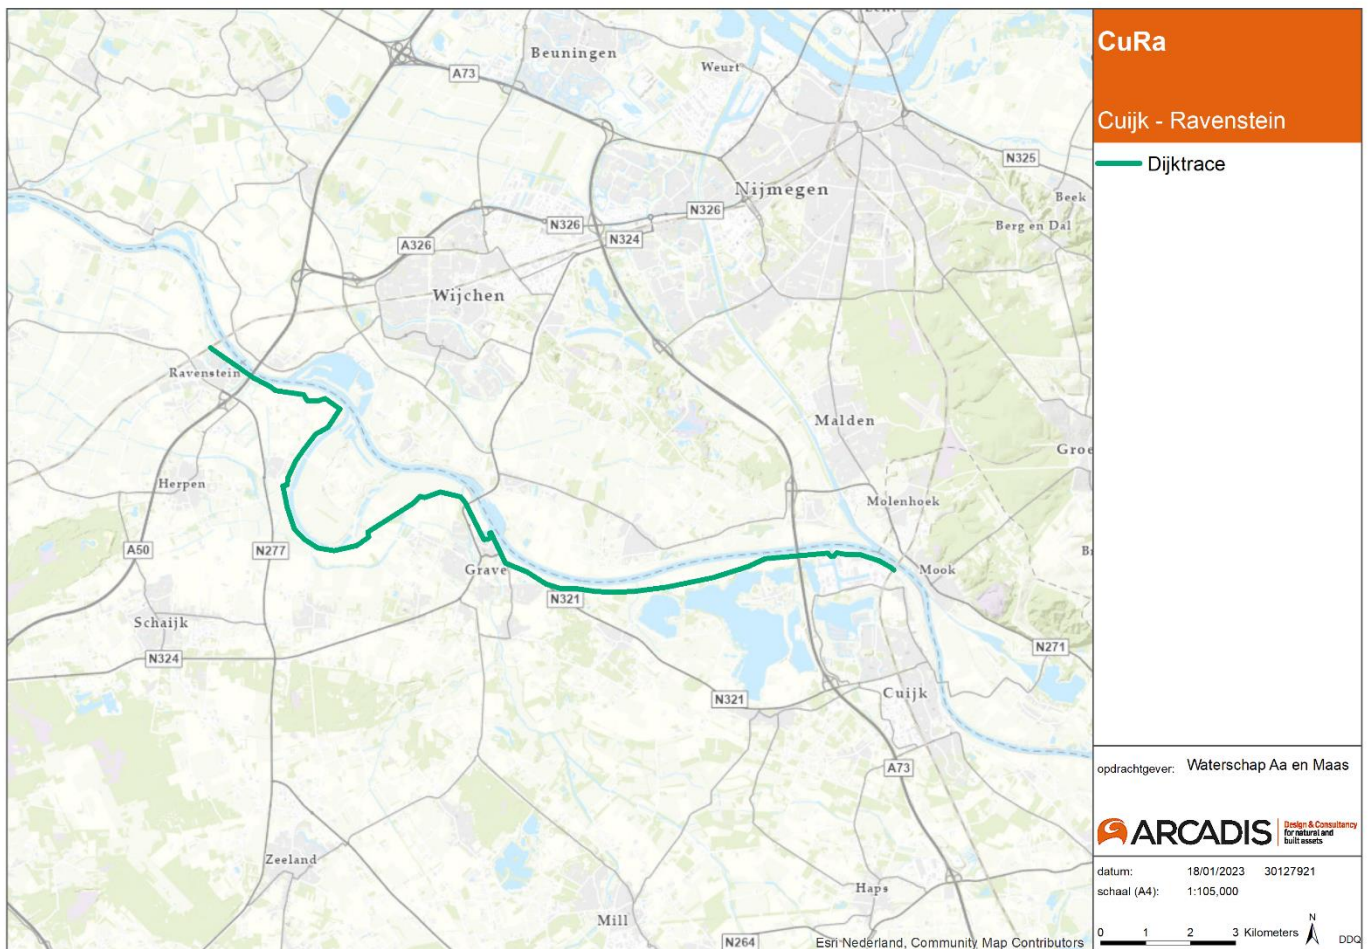 Beuningen
Weurt
A73
N325
Nijmegen
Beek
N326
N326
Berg en Dal
A326
N324
Wijchen
Ravenstein
Malden
Groe
Herpen
Molenhoek
A50
N277
Grave
Mook
N321
Schaijk
N271
N324
N321
Cuijk
A73
Zeeland
Haps
Mill
N264
Esri Nederland, Community Map Contributors
CuRa
Cuijk - Ravenstein
Dijktrace
opdrachtgever: Waterschap Aa en Maas
ARCADIS
Design & Consultancy
for natural and
built assets
datum: 18/01/2023 30127921
schaal (A4): 1:105,000
N
0 1 2 3 Kilometers